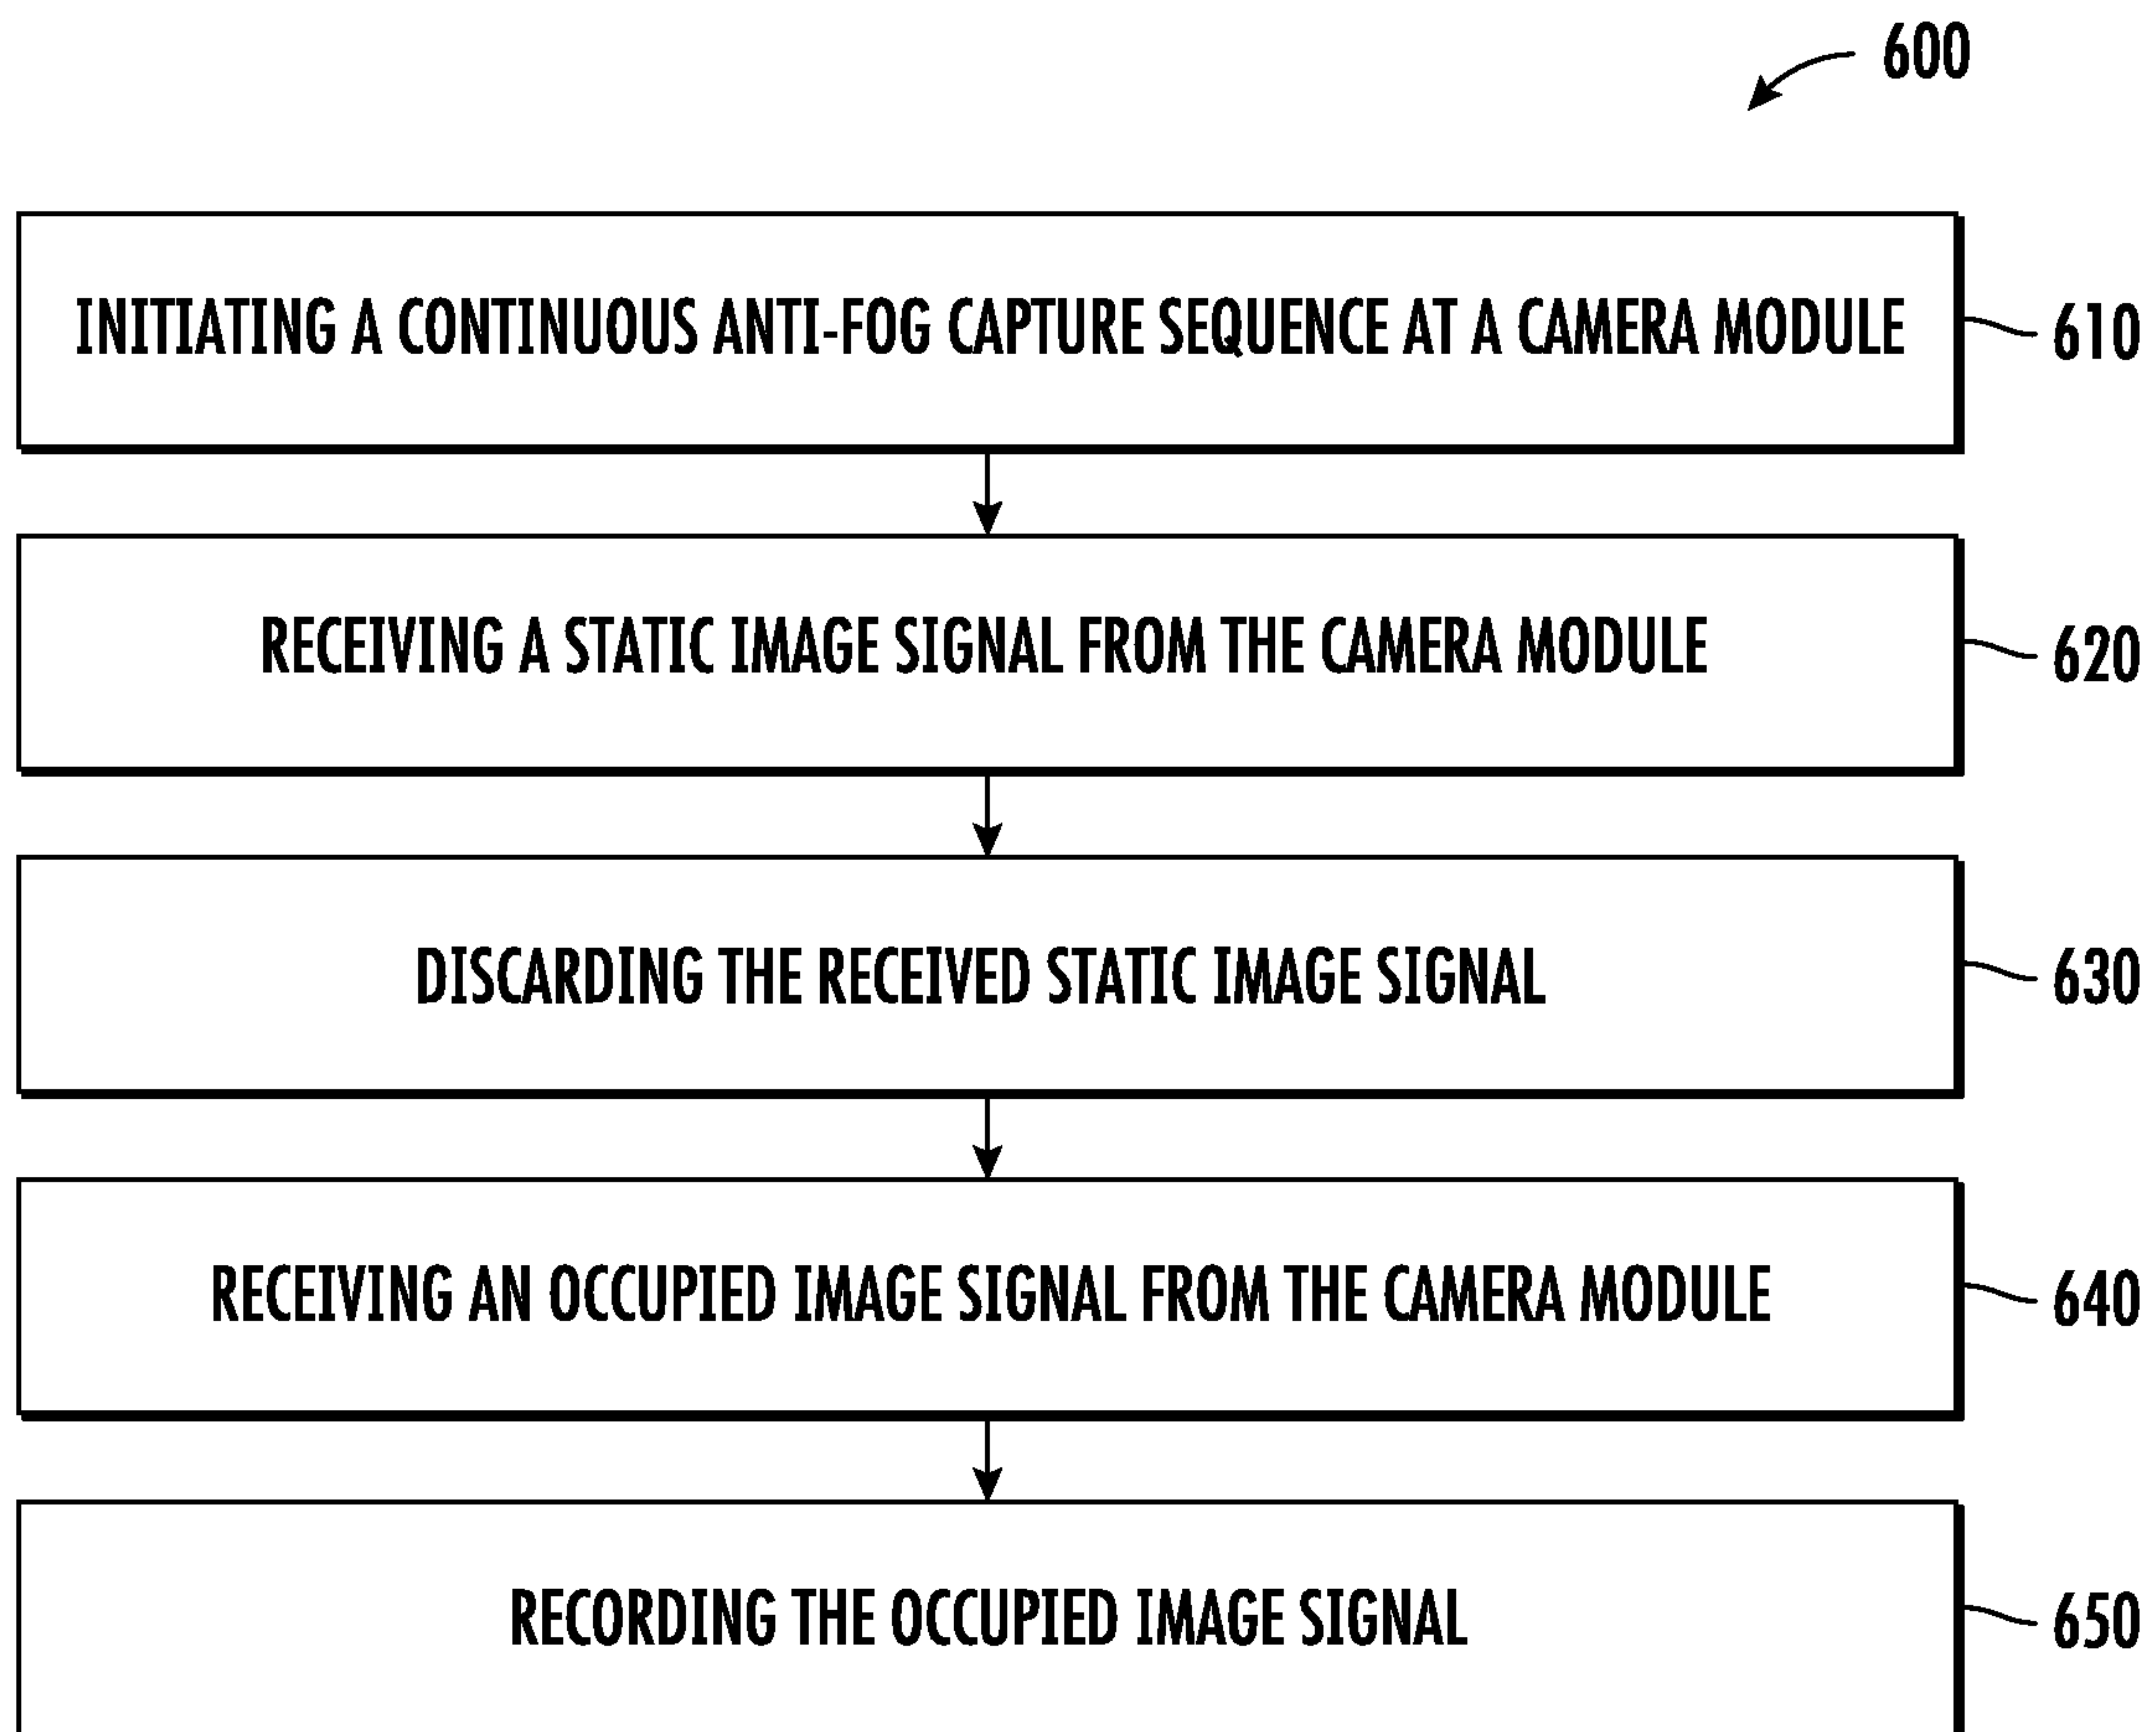 600
INITIATING A CONTINUOUS ANTI-FOG CAPTURE SEQUENCE AT A CAMERA MODULE
610
RECEIVING A STATIC IMAGE SIGNAL FROM THE CAMERA MODULE
620
DISCARDING THE RECEIVED STATIC IMAGE SIGNAL
630
RECEIVING AN OCCUPIED IMAGE SIGNAL FROM THE CAMERA MODULE
640
RECORDING THE OCCUPIED IMAGE SIGNAL
650